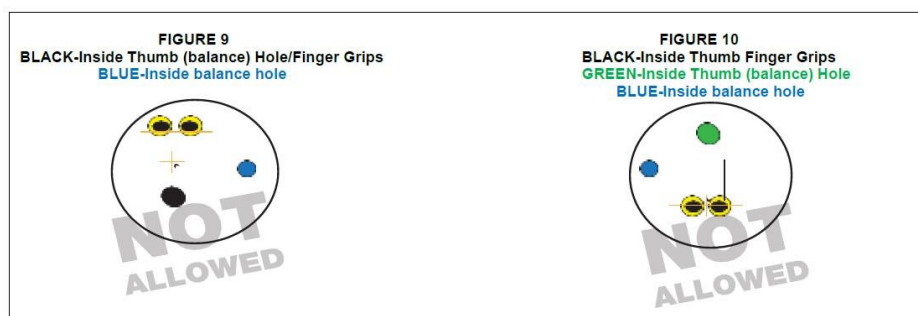 FIGURE 9
BLACK-Inside Thumb (balance) Hole/Finger Grips
BLUE-Inside balance hole
NOT
ALLOWED
FIGURE 10
BLACK-Inside Thumb Finger Grips
GREEN-Inside Thumb (balance) Hole
BLUE-Inside balance hole
NOT
ALLOWED